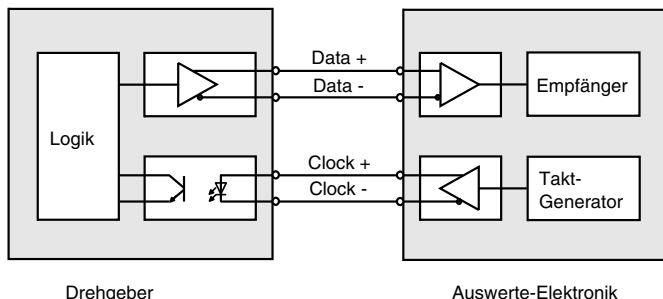 Data +
Data -
Empfänger
Logik
Clock +
Clock -
Takt-
Generator
Drehgeber
Auswerte-Elektronik